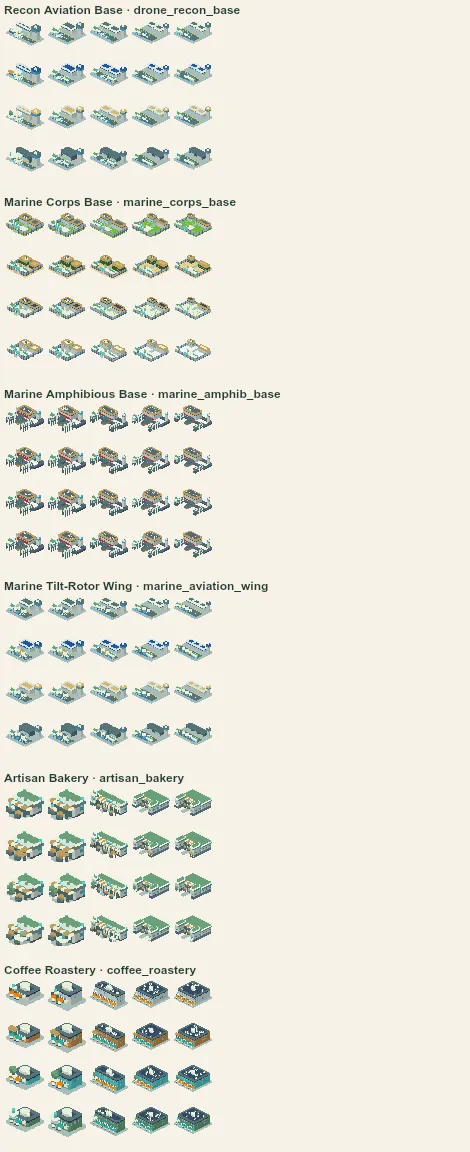 Recon Aviation Base · drone_recon_base
Marine Corps Base · marine_corps_base
Marine Amphibious Base · marine_amphib_base
Marine Tilt-Rotor Wing · marine_aviation_wing
Artisan Bakery · artisan_bakery
Coffee Roastery · coffee_roastery